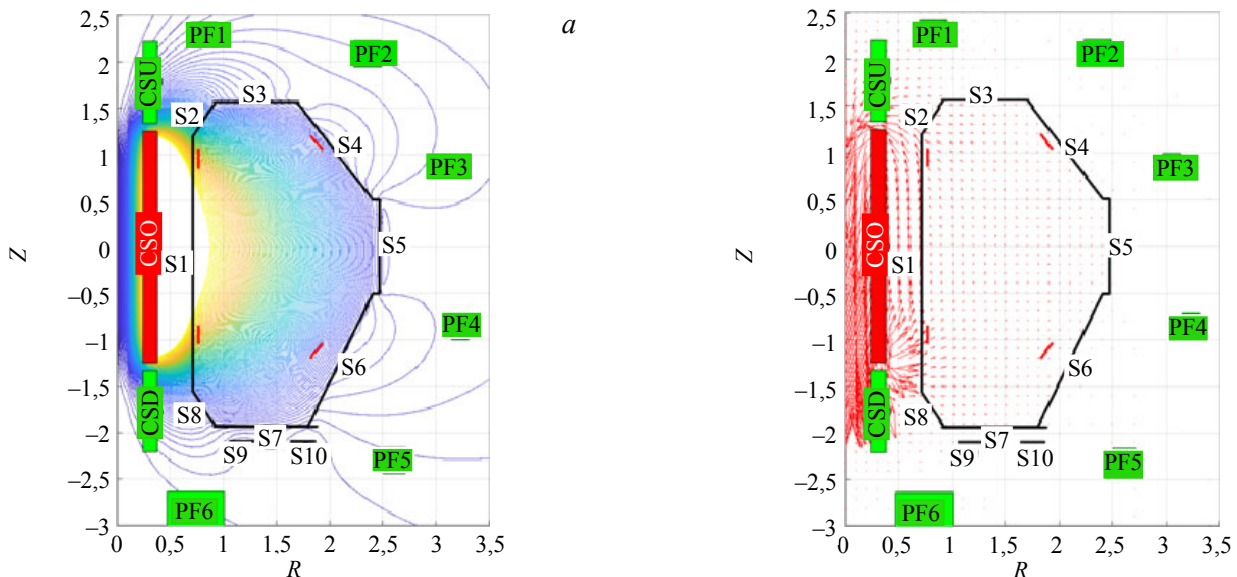 a
2,5
2
1,5
1
0,5
0
–0,5
–1
–1,5
–2
–2,5
–3
Z
0
0,5
1
1,5
2
2,5
3
3,5
R
PF1
PF2
CSU
S3
S2
S4
PF3
CSO
S1
S5
PF4
S6
CSD
S8
S7
S9
S10
PF5
PF6
2,5
2
1,5
1
0,5
0
–0,5
–1
–1,5
–2
–2,5
–3
Z
0
0,5
1
1,5
2
2,5
3
3,5
R
PF1
PF2
CSU
S3
S2
S4
PF3
CSO
S1
S5
PF4
S6
CSD
S8
S7
S9
S10
PF5
PF6